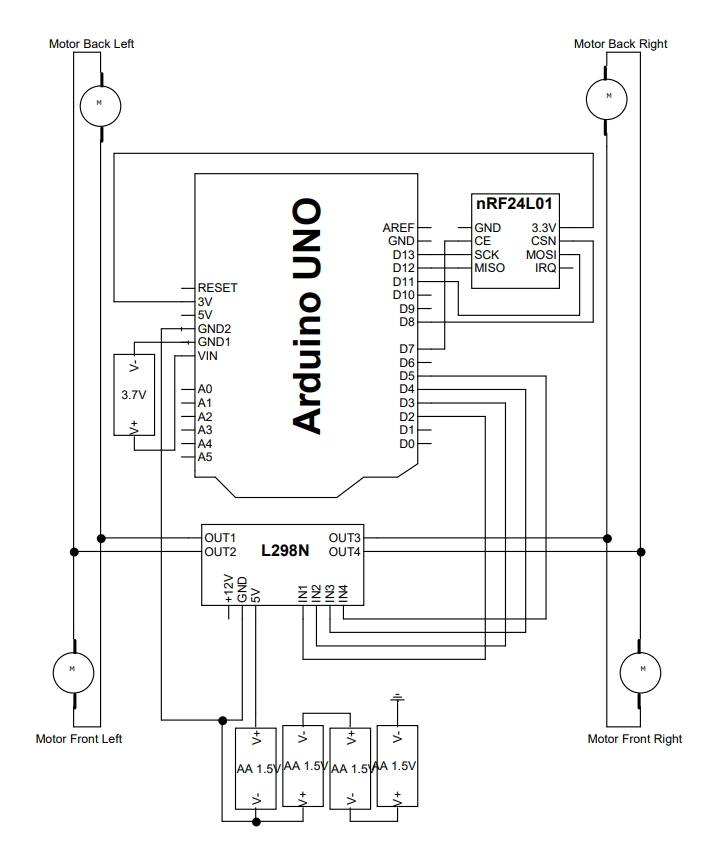 Motor Back Left
Motor Back Right
M
M
nRF24L01
GND
3.3V
CE
CSN
SCK
MOSI
MISO
IRQ
Arduino UNO
AREF
GND
D13
D12
D11
D10
D9
D8
D7
D6
D5
D4
D3
D2
D1
D0
RESET
3V
5V
GND2
GND1
VIN
A0
A1
A2
A3
A4
A5
V-
3.7V
V+
OUT1
OUT2
L298N
OUT3
OUT4
+12V
GND
5V
IN1
IN2
IN3
IN4
M
M
Motor Front Left
Motor Front Right
V+
AA 1.5V
V-
V-
AA 1.5V
V+
V+
AA 1.5V
V-
V-
AA 1.5V
V+